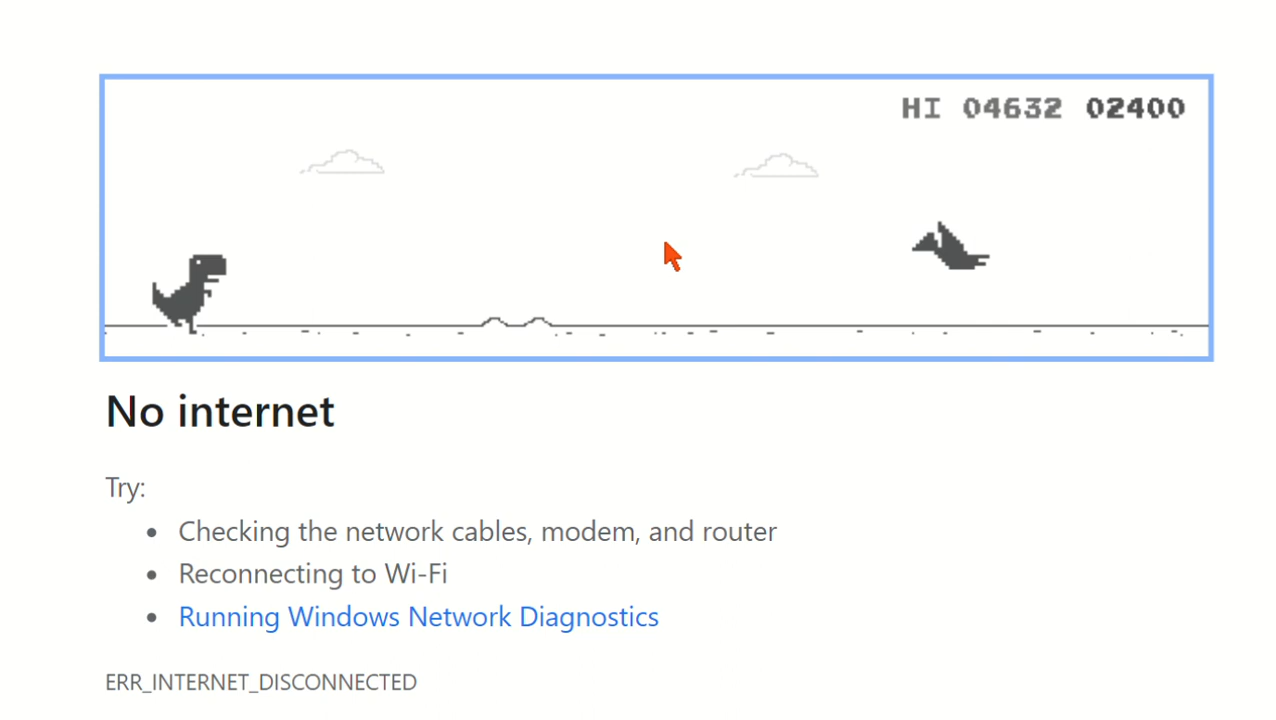 HI 04632 02400
No internet
Try:
Checking the network cables, modem, and router
Reconnecting to Wi-Fi
Running Windows Network Diagnostics
ERR_INTERNET_DISCONNECTED